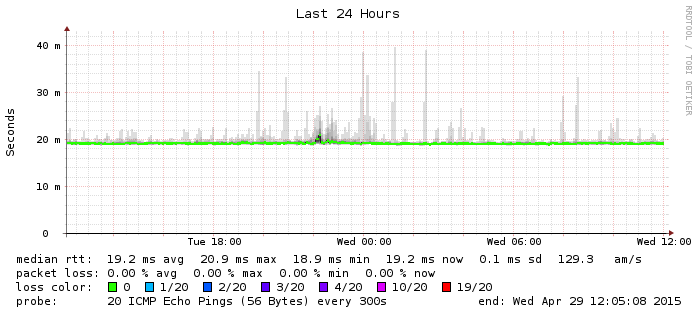 Last 24 Hours
RRDTOOL / TOBI OETIKER
Seconds
40 m
30 m
20 m
10 m
0
Tue 18:00 Wed 00:00 Wed 06:00 Wed 12:00
median rtt: 19.2 ms avg 20.9 ms max 18.9 ms min 19.2 ms now 0.1 ms sd 129.3 am/s
packet loss: 0.00 % avg 0.00 % max 0.00 % min 0.00 % now
loss color: 0 1/20 2/20 3/20 4/20 10/20 19/20
probe: 20 ICMP Echo Pings (56 Bytes) every 300s end: Wed Apr 29 12:05:08 2015